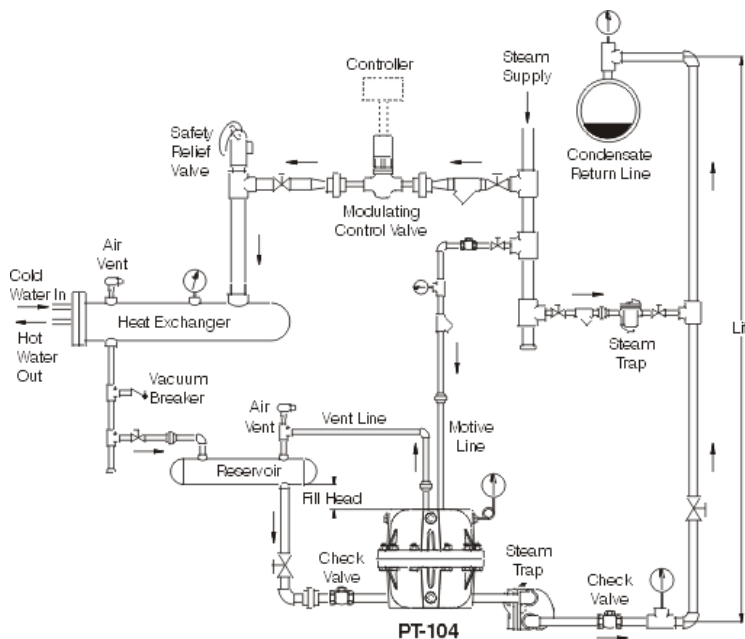 Controller
Steam
Supply
Safety
Relief
Valve
Condensate
Return Line
Modulating
Control Valve
Air
Vent
Cold
Water In
Heat Exchanger
Hot
Water
Out
Steam
Trap
Vacuum
Breaker
Air
Vent
Vent Line
Motive
Line
Reservoir
Fill Head
Check
Valve
Steam
Trap
Check
Valve
PT-104